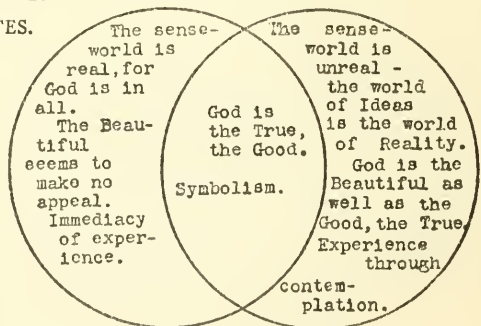 TES.
The sense-
world is
real, for
God is in
all.
The Beau-
tiful
seems to
make no
appeal.
Immediacy
of exper-
ience.
God is
the True,
the Good.
Symbolism.
The sense-
world is
unreal -
the world
of Ideas
is the world
of Reality.
God is the
Beautiful as
well as the
Good, the True.
Experience
through
contem-
plation.